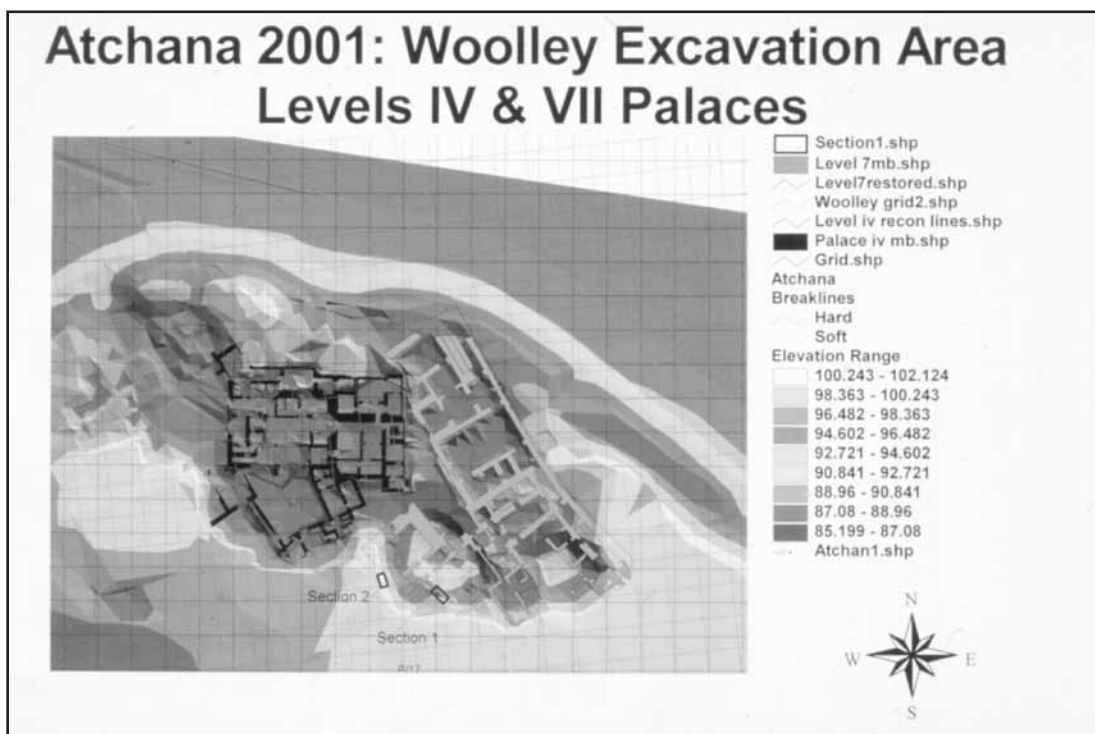 Atchana 2001: Woolley Excavation Area
Levels IV & VII Palaces
Section1.shp
Level 7mb.shp
Level7restored.shp
Woolley grid2.shp
Level iv recon lines.shp
Palace iv mb.shp
Grid.shp
Atchana
Breaklines
Hard
Soft
Elevation Range
100.243 - 102.124
98.363 - 100.243
96.482 - 98.363
94.602 - 96.482
92.721 - 94.602
90.841 - 92.721
88.96 - 90.841
87.08 - 88.96
85.199 - 87.08
Atchan1.shp
Section 2
Section 1
N
W E
S